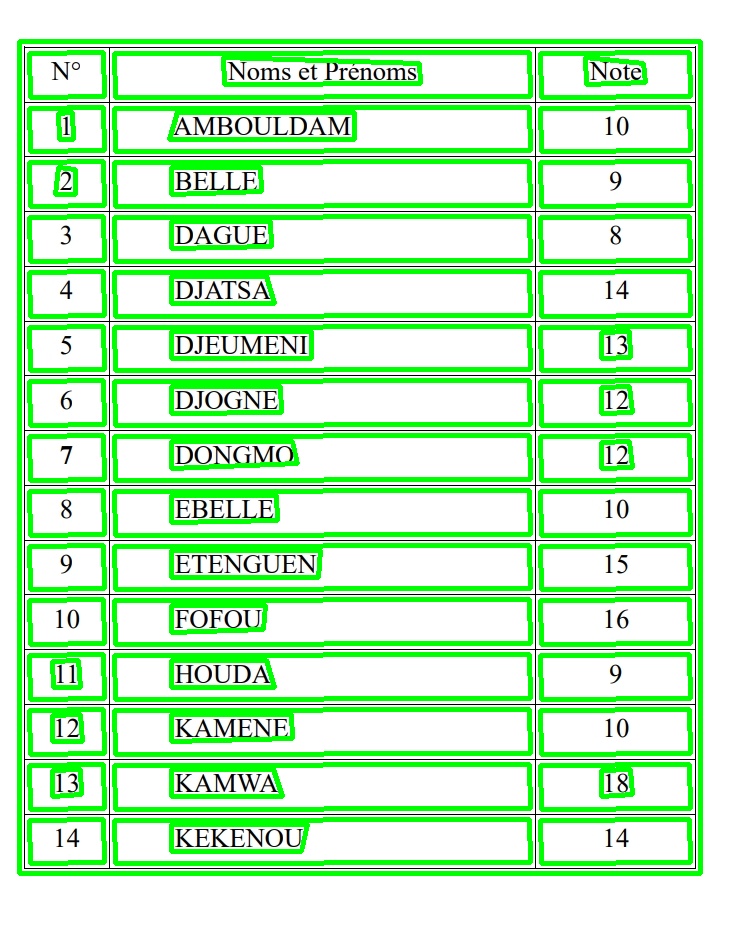 N° Noms et Prénoms Note
1 AMBOULDAM 10
2 BELLE 9
3 DAGUE 8
4 DJATSA 14
5 DJEUMENI 13
6 DJOGNE 12
7 DONGMO 12
8 EBELLE 10
9 ETENGUEN 15
10 FOFOU 16
11 HOUDA 9
12 KAMENE 10
13 KAMWA 18
14 KEKENOU 14